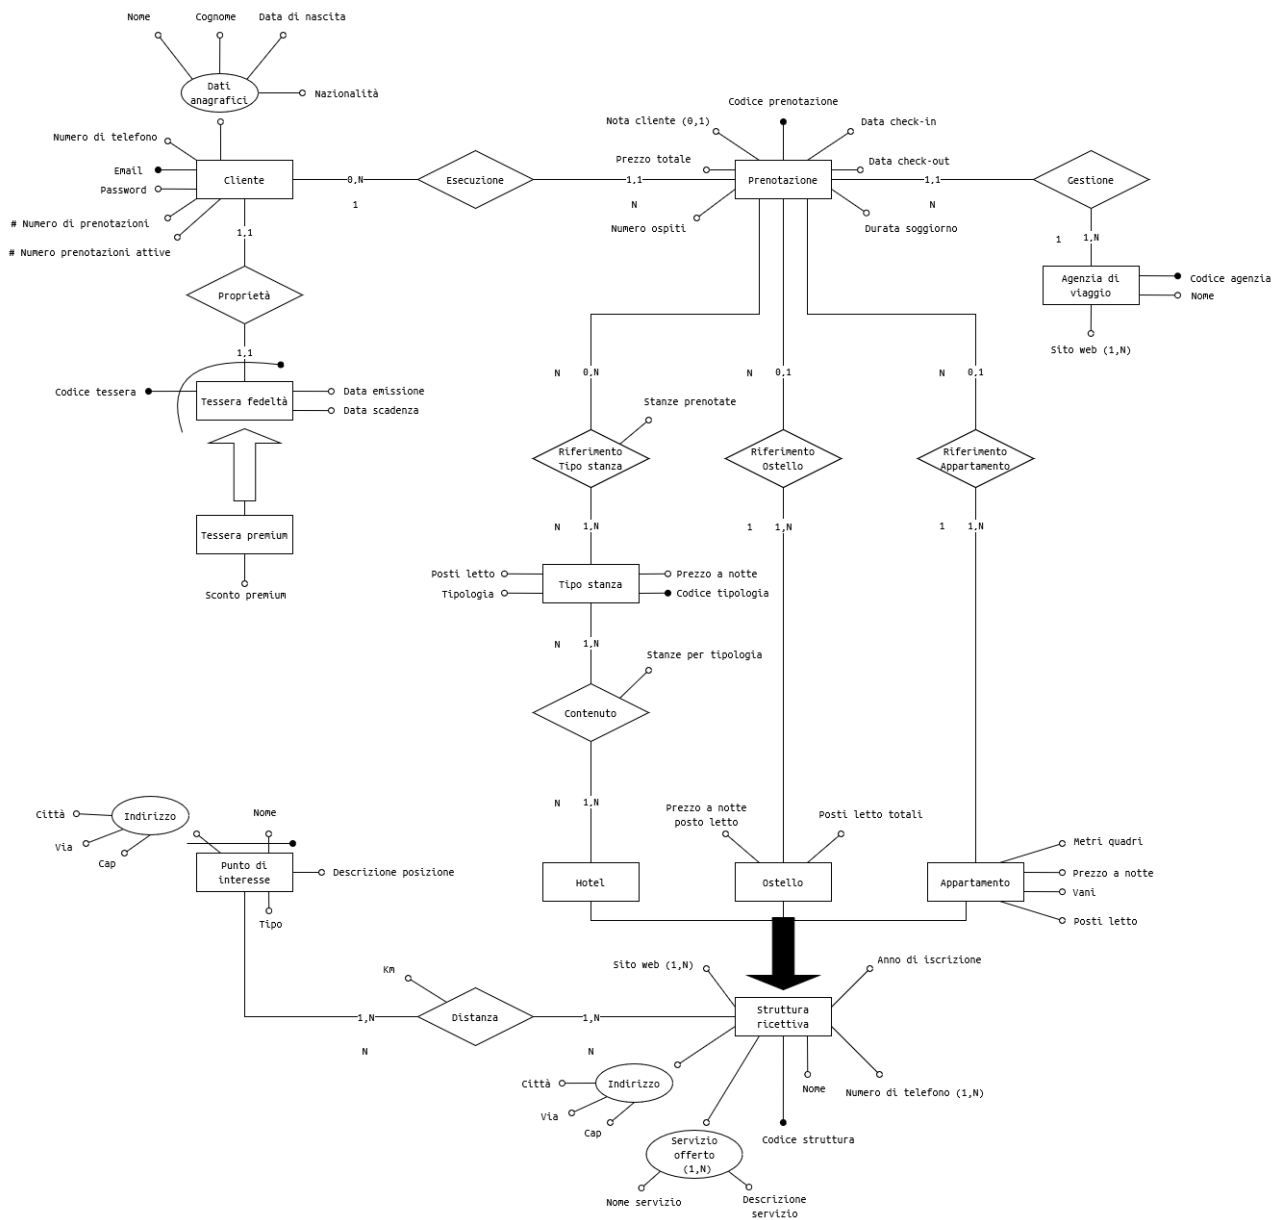 Nome
Cognome
Data di nascita
Dati
anagrafici
Nazionalità
Codice prenotazione
Nota cliente (0,1)
Data check-in
Numero di telefono
Prezzo totale
Data check-out
Email
Cliente
0,N
Esecuzione
1,1
Prenotazione
1,1
Gestione
Password
1
N
N
# Numero di prenotazioni
Numero ospiti
Durata soggiorno
1,1
1
1,N
# Numero prenotazioni attive
Agenzia di
viaggio
Codice agenzia
Nome
Proprietà
Sito web (1,N)
1,1
N
0,N
N
0,1
N
0,1
Codice tessera
Tessera fedeltà
Data emissione
Data scadenza
Stanze prenotate
Riferimento
Tipo stanza
Riferimento
Ostello
Riferimento
Appartamento
N
1,N
1
1,N
1
1,N
Tessera premium
Sconto premium
Posti letto
Tipo stanza
Prezzo a notte
Tipologia
Codice tipologia
N
1,N
Stanze per tipologia
Contenuto
N
1,N
Città
Indirizzo
Nome
Via
Cap
Prezzo a notte
posto letto
Posti letto totali
Punto di
interesse
Descrizione posizione
Tipo
Hotel
Ostello
Appartamento
Metri quadri
Prezzo a notte
Vani
Posti letto
Km
Sito web (1,N)
Anno di iscrizione
1,N
Distanza
1,N
Struttura
ricettiva
N
N
Città
Indirizzo
Via
Cap
Nome
Numero di telefono (1,N)
Servizio
offerto
(1,N)
Codice struttura
Nome servizio
Descrizione
servizio